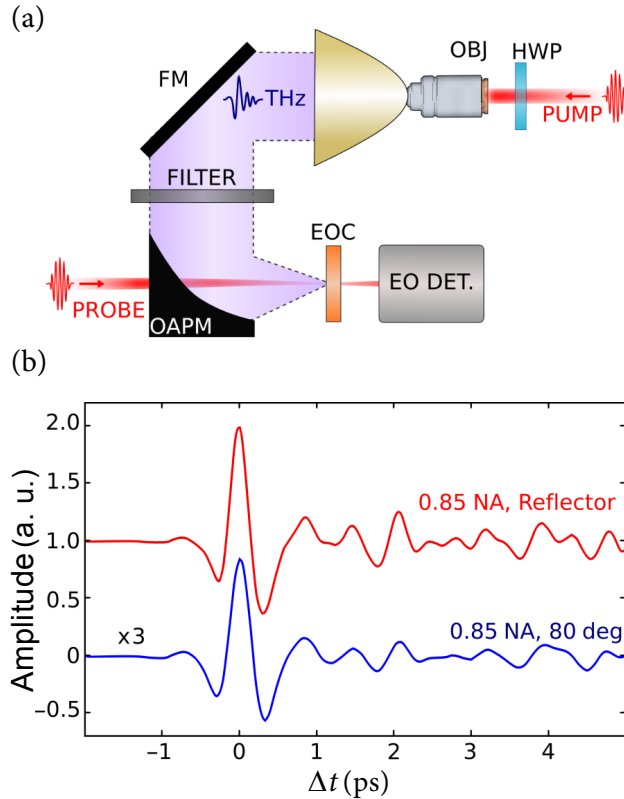 (a)
OBJ HWP
FM
THz
PUMP
FILTER
EOC
EO DET.
PROBE
OAPM
(b)
2.0
1.5
1.0
0.5
0
−0.5
Amplitude (a. u.)
0.85 NA, Reflector
x3
0.85 NA, 80 deg
−1 0 1 2 3 4
Δt (ps)